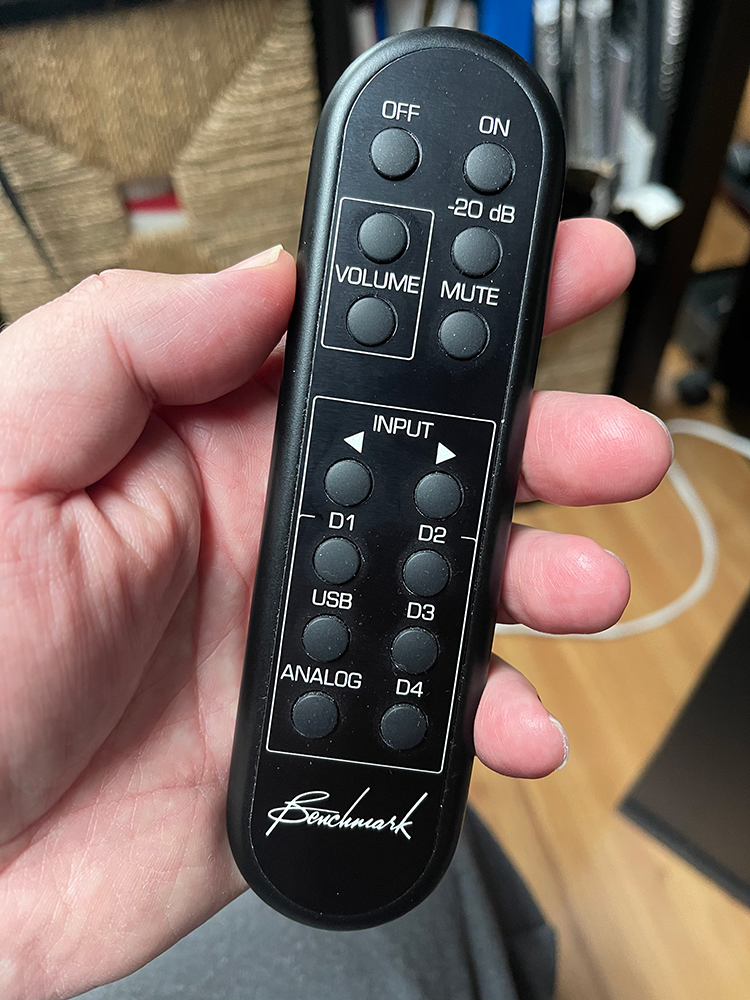 OFF ON
-20 dB
VOLUME MUTE
INPUT
D1 D2
USB D3
ANALOG D4
Benchmark